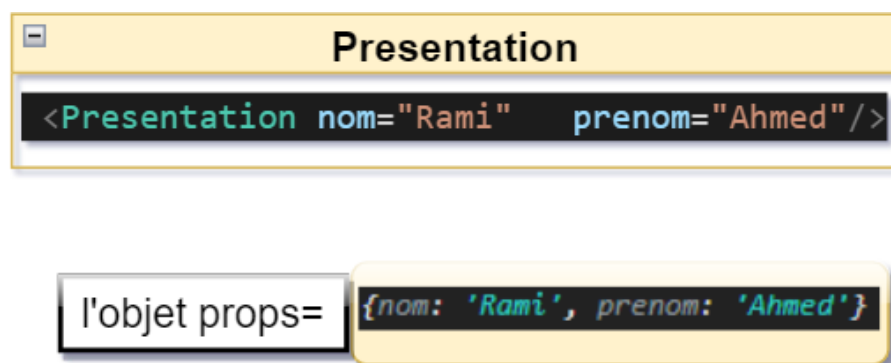 Presentation
<Presentation nom="Rami" prenom="Ahmed"/>
l'objet props= {nom: 'Rami', prenom: 'Ahmed'}